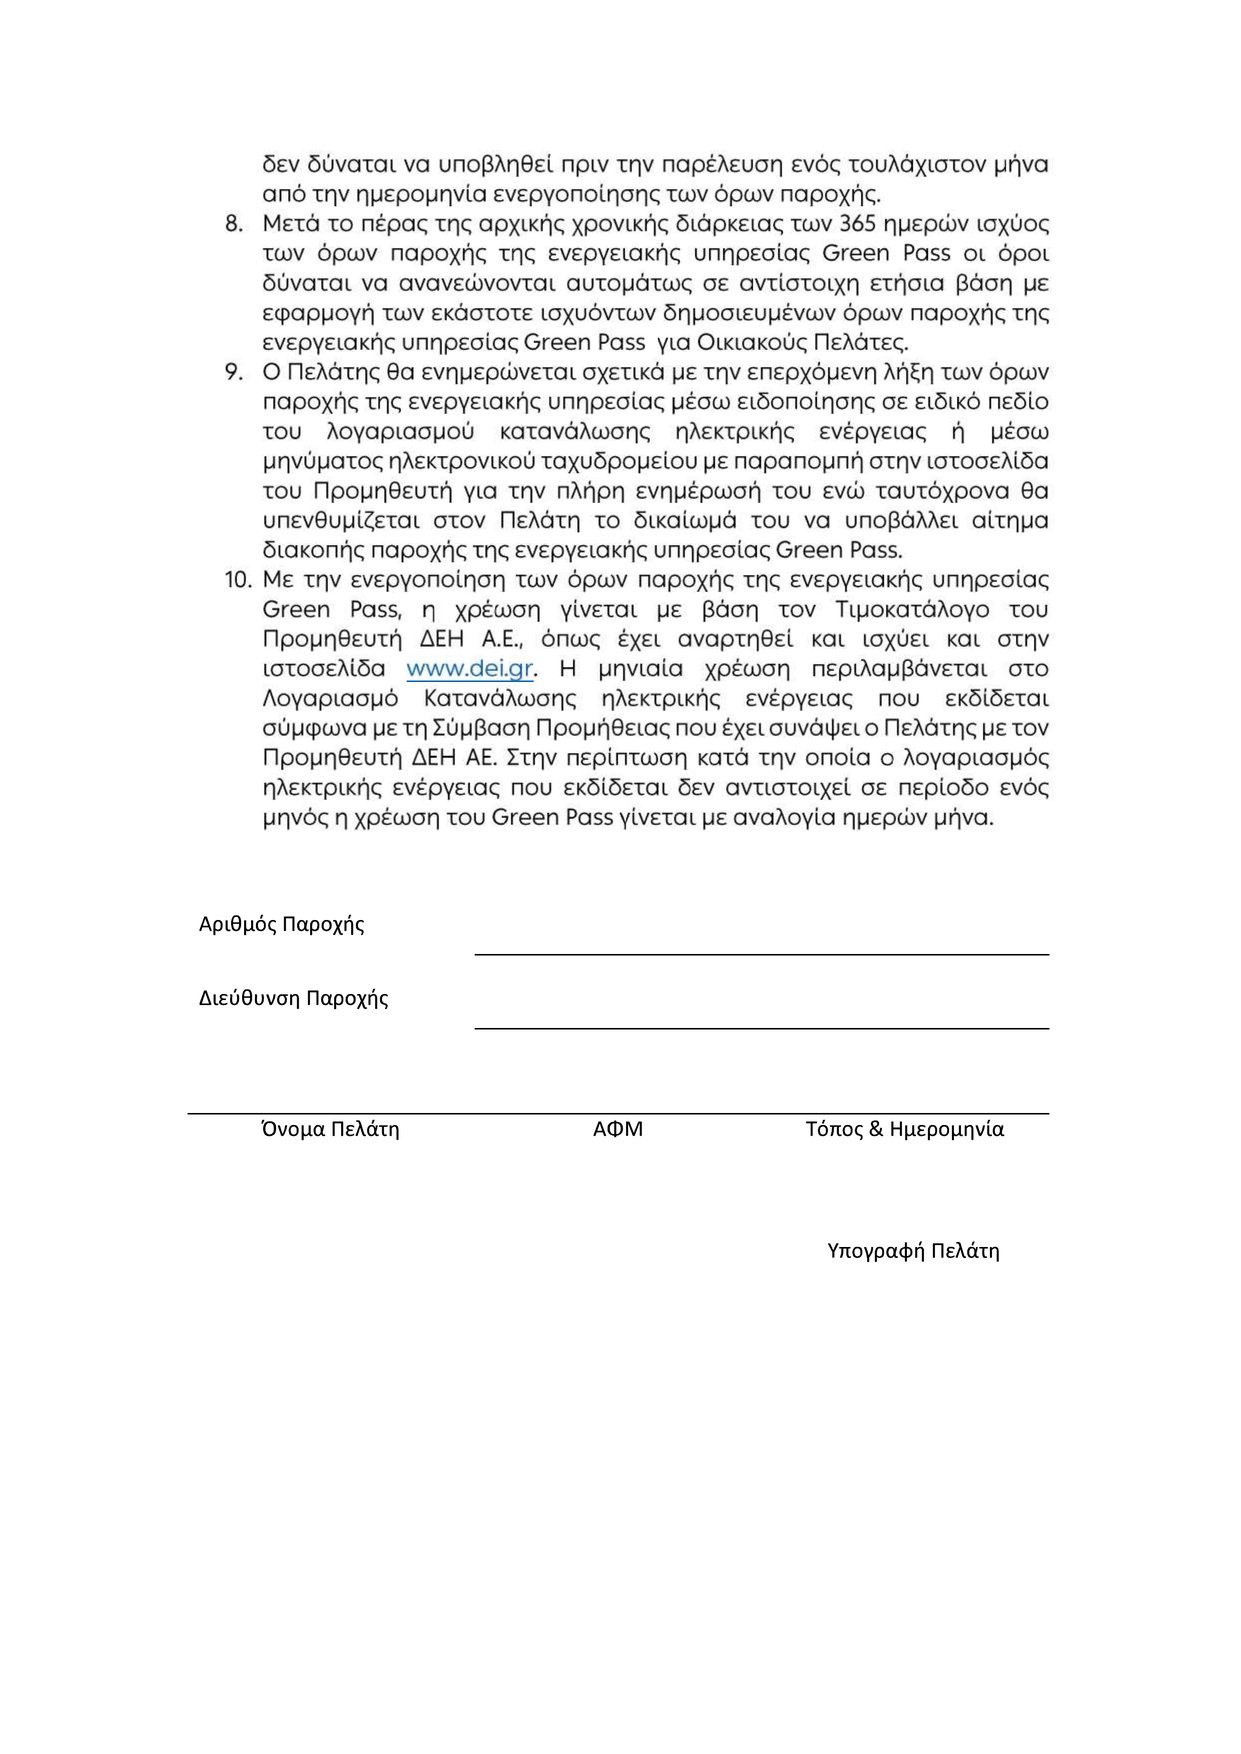 δεν δύναται να υποβληθεί πριν την παρέλευση ενός τουλάχιστον μήνα
από την ημερομηνία ενεργοποίησης των όρων παροχής.
8. Μετά το πέρας της αρχικής χρονικής διάρκειας των 365 ημερών ισχύος
των όρων παροχής της ενεργειακής υπηρεσίας Green Pass οι όροι
δύναται να ανανεώνονται αυτομάτως σε αντίστοιχη ετήσια βάση με
εφαρμογή των εκάστοτε ισχυόντων δημοσιευμένων όρων παροχής της
ενεργειακής υπηρεσίας Green Pass για Οικιακούς Πελάτες.
9. Ο Πελάτης θα ενημερώνεται σχετικά με την επερχόμενη λήξη των όρων
παροχής της ενεργειακής υπηρεσίας μέσω ειδοποίησης σε ειδικό πεδίο
του λογαριασμού κατανάλωσης ηλεκτρικής ενέργειας ή μέσω
μηνύματος ηλεκτρονικού ταχυδρομείου με παραπομπή στην ιστοσελίδα
του Προμηθευτή για την πλήρη ενημέρωσή του ενώ ταυτόχρονα θα
υπενθυμίζεται στον Πελάτη το δικαίωμά του να υποβάλλει αίτημα
διακοπής παροχής της ενεργειακής υπηρεσίας Green Pass.
10. Με την ενεργοποίηση των όρων παροχής της ενεργειακής υπηρεσίας
Green Pass, η χρέωση γίνεται με βάση τον Τιμοκατάλογο του
Προμηθευτή ΔΕΗ Α.Ε., όπως έχει αναρτηθεί και ισχύει και στην
ιστοσελίδα www.dei.gr. Η μηνιαία χρέωση περιλαμβάνεται στο
Λογαριασμό Κατανάλωσης ηλεκτρικής ενέργειας που εκδίδεται
σύμφωνα με τη Σύμβαση Προμήθειας που έχει συνάψει ο Πελάτης με τον
Προμηθευτή ΔΕΗ ΑΕ. Στην περίπτωση κατά την οποία ο λογαριασμός
ηλεκτρικής ενέργειας που εκδίδεται δεν αντιστοιχεί σε περίοδο ενός
μηνός η χρέωση του Green Pass γίνεται με αναλογία ημερών μήνα.
Αριθμός Παροχής
Διεύθυνση Παροχής
Όνομα Πελάτη ΑΦΜ Τόπος & Ημερομηνία
Υπογραφή Πελάτη